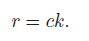 r = ck.